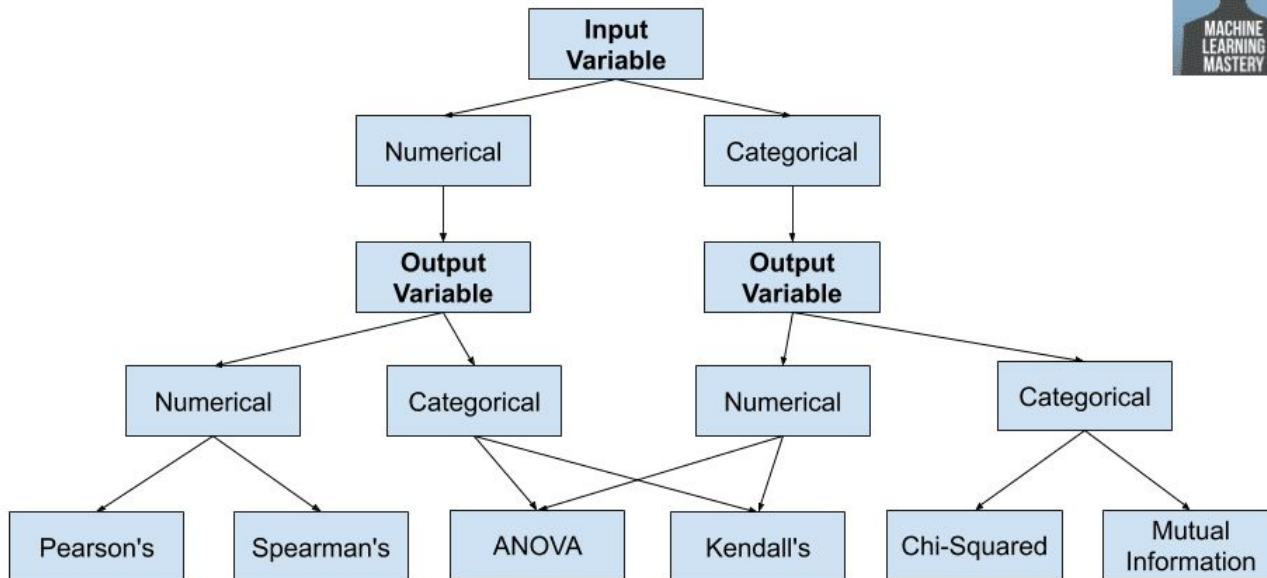 Input
Variable
MACHINE
LEARNING
MASTERY
Numerical
Categorical
Output
Variable
Output
Variable
Numerical
Categorical
Numerical
Categorical
Pearson's
Spearman's
ANOVA
Kendall's
Chi-Squared
Mutual
Information